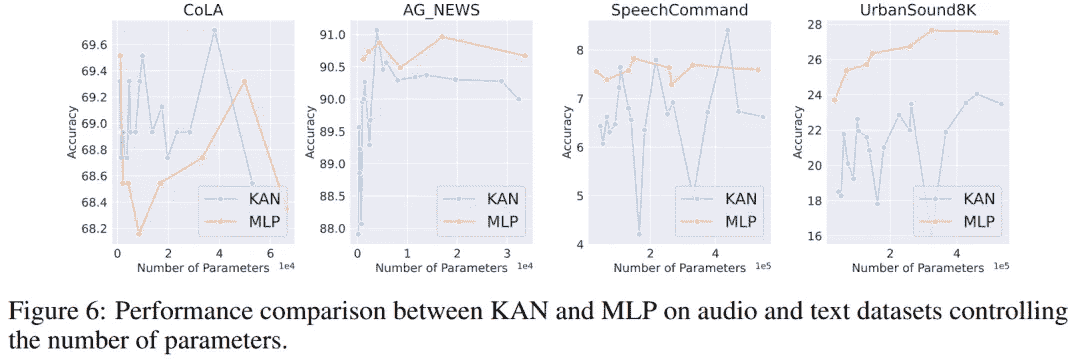 CoLA
Accuracy
69.6
69.4
69.2
69.0
68.8
68.6
68.4
68.2
0 2 4 6
Number of Parameters 1e4
KAN
MLP
AG_NEWS
Accuracy
91.0
90.5
90.0
89.5
89.0
88.5
88.0
0 1 2 3
Number of Parameters 1e4
KAN
MLP
SpeechCommand
Accuracy
8
7
6
5
4
2 4
Number of Parameters 1e5
KAN
MLP
UrbanSound8K
Accuracy
28
26
24
22
20
18
16
2 4
Number of Parameters 1e5
KAN
MLP
Figure 6: Performance comparison between KAN and MLP on audio and text datasets controlling
the number of parameters.